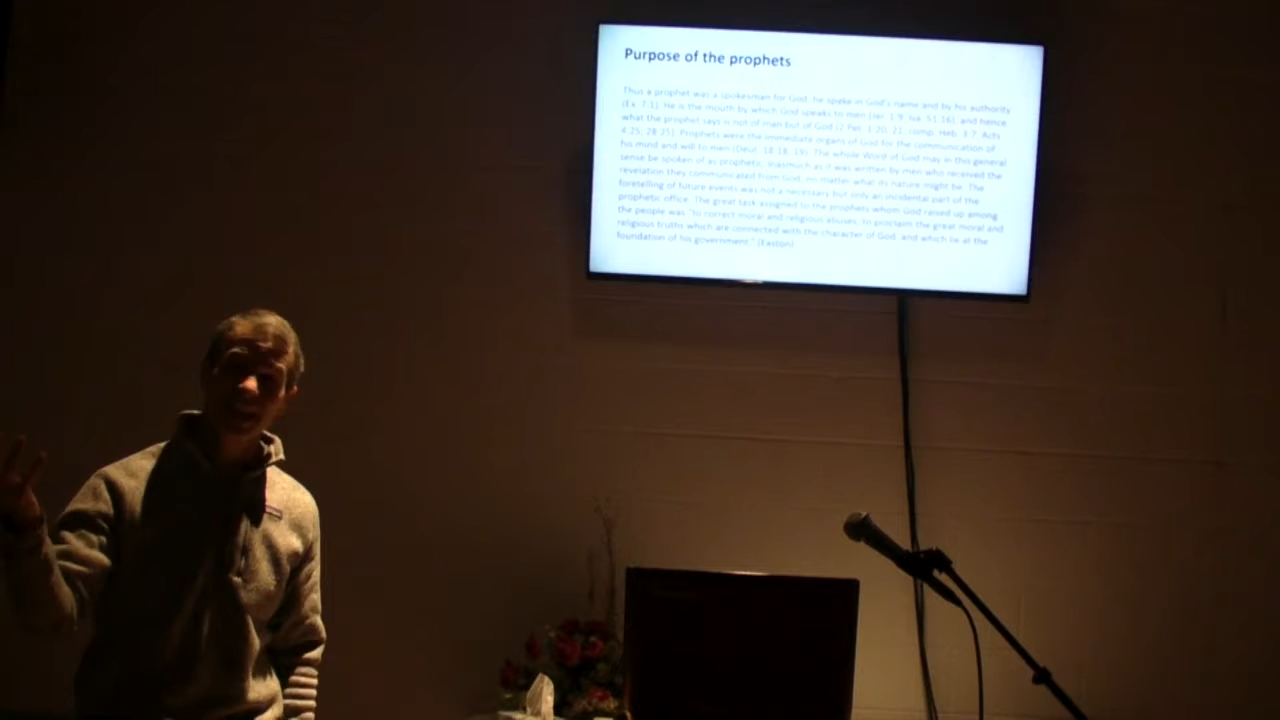 Purpose of the prophets
Thus a prophet was a spokesman for God; he spake in God's name and by his authority
(Ex. 7:1). He is the mouth by which God speaks to men (Jer. 1:9; Isa. 51:16), and hence
what the prophet says is not of man but of God (2 Pet. 1:20, 21; comp. Heb. 3:7; Acts
4:25; 28:25). Prophets were the immediate organs of God for the communication of
his mind and will to men (Deut. 18:18, 19). The whole Word of God may in this general
sense be spoken of as prophetic, inasmuch as it was written by men who received the
revelation they communicated from God, no matter what its nature might be. The
foretelling of future events was not a necessary but only an incidental part of the
prophetic office. The great task assigned to the prophets whom God raised up among
the people was "to correct moral and religious abuses, to proclaim the great moral and
religious truths which are connected with the character of God, and which lie at the
foundation of his government." (Easton)